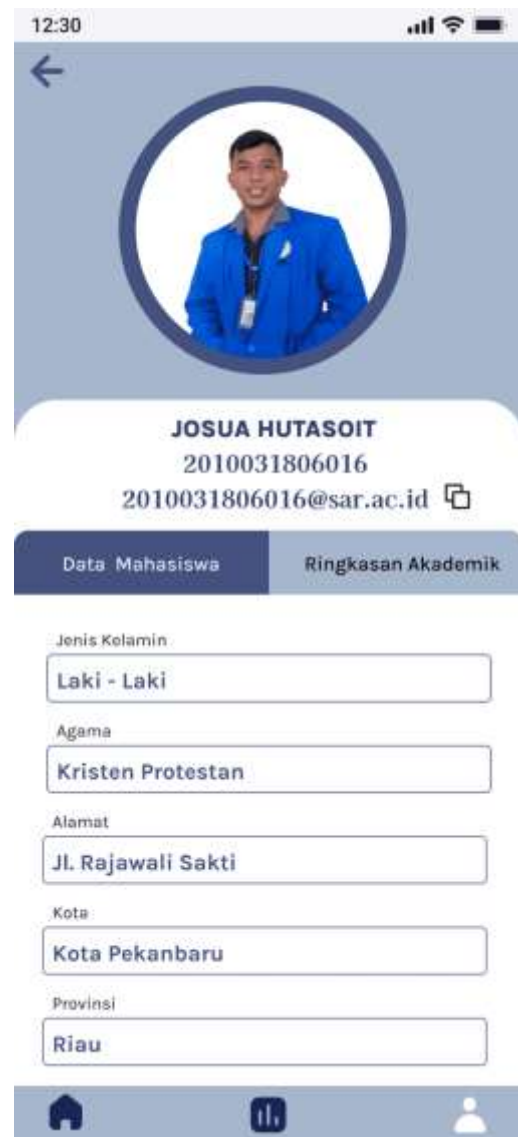 12:30
JOSUA HUTASOIT
2010031806016
2010031806016@sar.ac.id
Data Mahasiswa
Ringkasan Akademik
Jenis Kelamin
Laki - Laki
Agama
Kristen Protestan
Alamat
Jl. Rajawali Sakti
Kota
Kota Pekanbaru
Provinsi
Riau